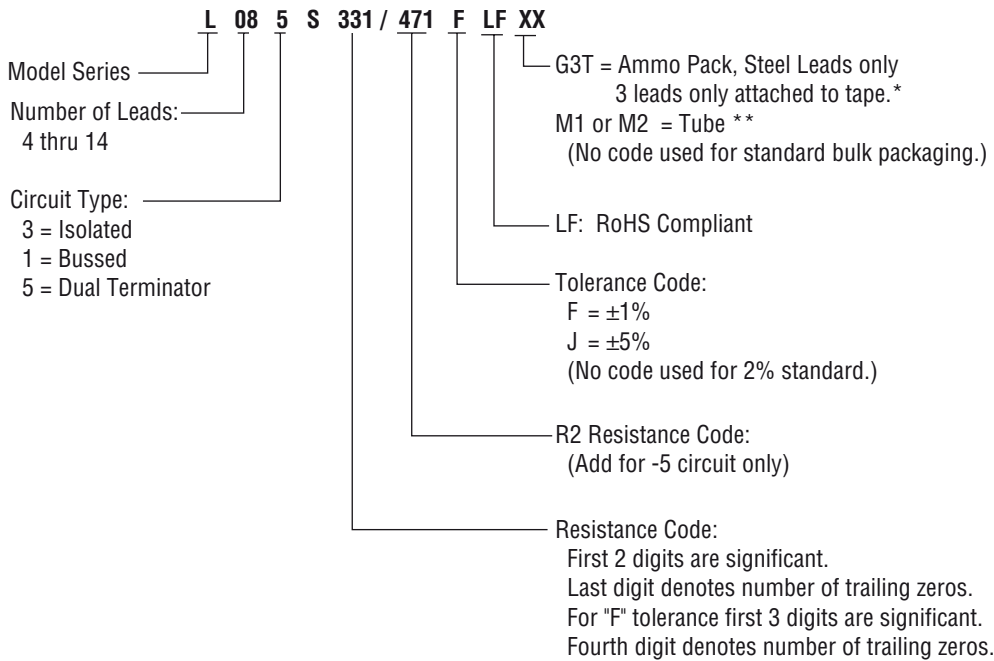 L 08 5 S 331 / 471 F LF XX
Model Series
Number of Leads:
4 thru 14
Circuit Type:
3 = Isolated
1 = Bussed
5 = Dual Terminator
G3T = Ammo Pack, Steel Leads only
3 leads only attached to tape.*
M1 or M2 = Tube **
(No code used for standard bulk packaging.)
LF: RoHS Compliant
Tolerance Code:
F = ±1%
J = ±5%
(No code used for 2% standard.)
R2 Resistance Code:
(Add for -5 circuit only)
Resistance Code:
First 2 digits are significant.
Last digit denotes number of trailing zeros.
For "F" tolerance first 3 digits are significant.
Fourth digit denotes number of trailing zeros.